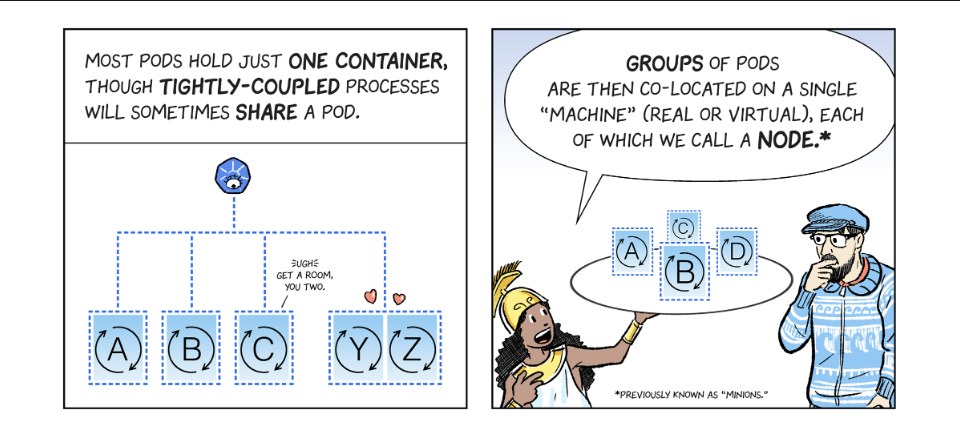 MOST PODS HOLD JUST ONE CONTAINER,
THOUGH TIGHTLY-COUPLED PROCESSES
WILL SOMETIMES SHARE A POD.
UGH
GET A ROOM,
YOU TWO.
A B C Y Z
GROUPS OF PODS
ARE THEN CO-LOCATED ON A SINGLE
“MACHINE” (REAL OR VIRTUAL), EACH
OF WHICH WE CALL A NODE.*
C
A D
B
*PREVIOUSLY KNOWN AS “MINIONS.”